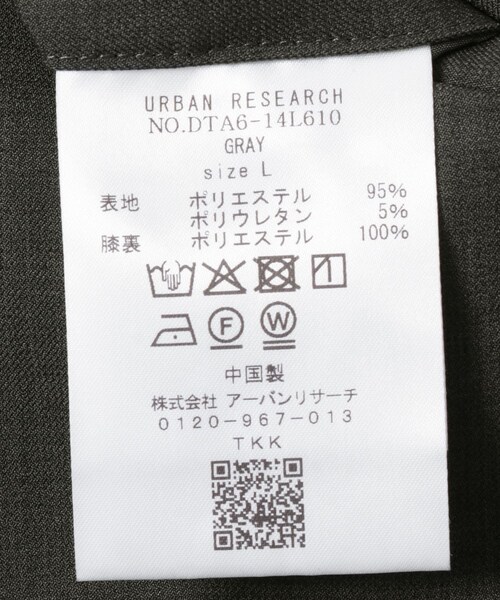 URBAN RESEARCH
NO.DTA6-14L610
GRAY
size L
表地 ポリエステル 95%
ポリウレタン 5%
膝裏 ポリエステル 100%
F W
中国製
株式会社 アーバンリサーチ
0120-967-013
TKK